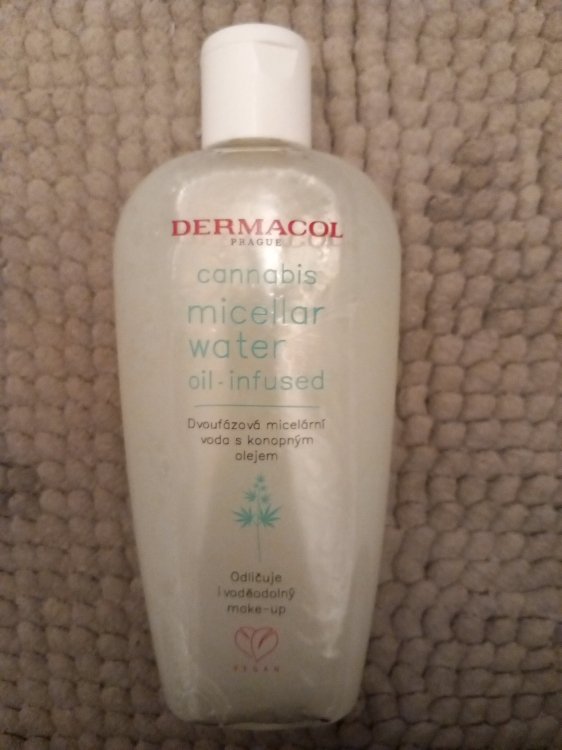 DERMACOL
PRAGUE
cannabis
micellar
water
oil-infused
Dvoufázová micelární
voda s konopným
olejem
Odličuje
i voděodolný
make-up
VEGAN